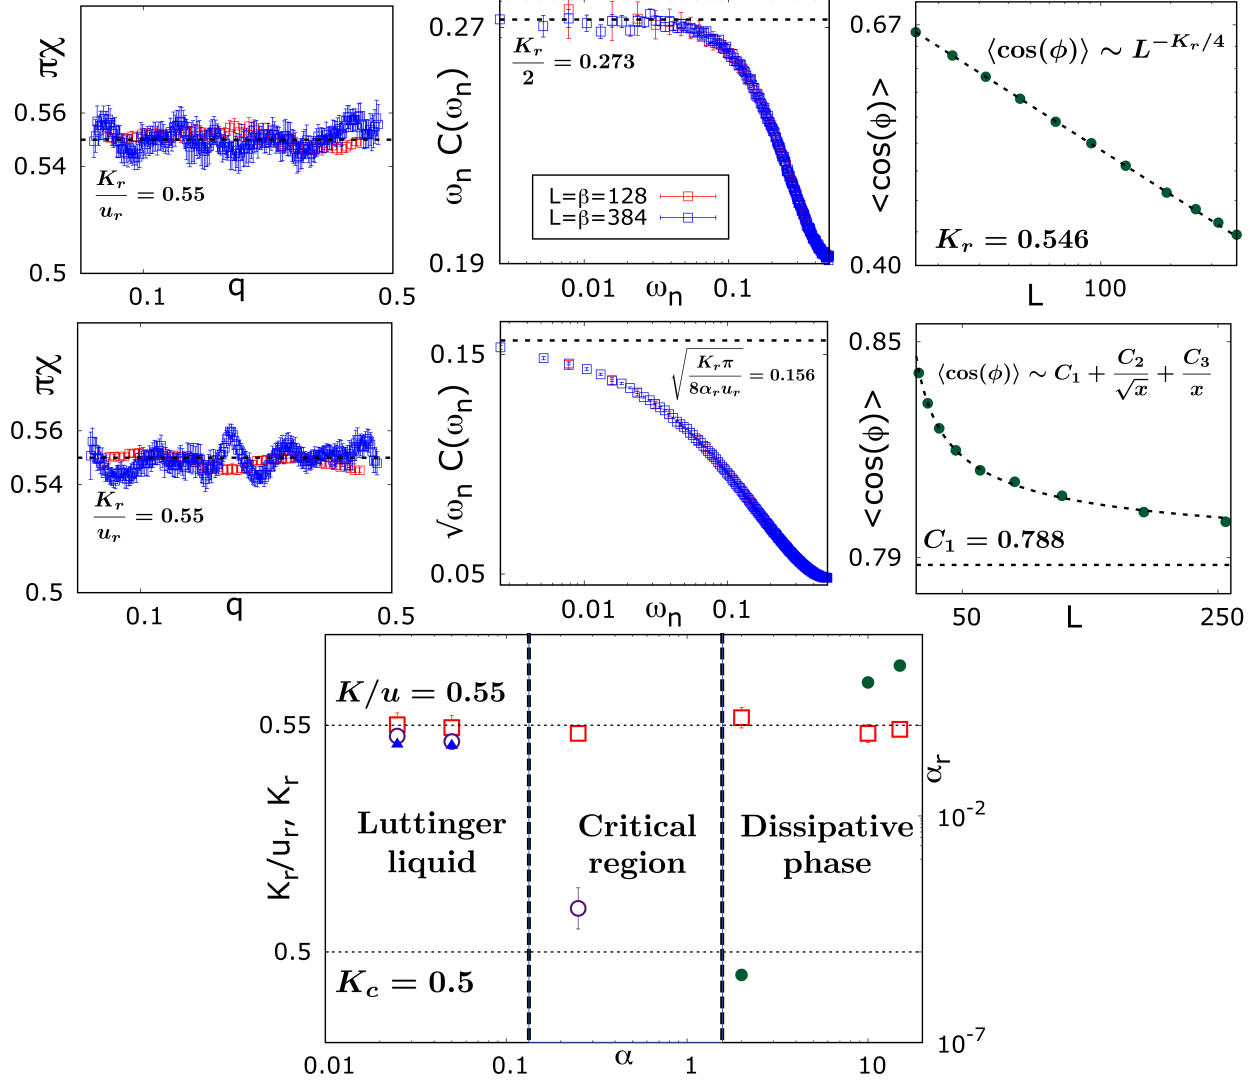 πχ
0.56
0.54
0.5
K_r/u_r = 0.55
0.1
q
0.5
ω_n C(ω_n)
0.27
0.19
K_r/2 = 0.273
L=β=128
L=β=384
0.01
ω_n
0.1
<cos(ϕ)>
0.67
0.40
⟨cos(ϕ)⟩ ∼ L^{-K_r/4}
K_r = 0.546
L
100
πχ
0.56
0.54
0.5
K_r/u_r = 0.55
0.1
q
0.5
√ω_n C(ω_n)
0.15
0.05
√(K_rπ/8α_ru_r) = 0.156
0.01
ω_n
0.1
<cos(ϕ)>
0.85
0.79
⟨cos(ϕ)⟩ ∼ C_1 + C_2/√x + C_3/x
C_1 = 0.788
50
L
250
K_r/u_r, K_r
0.55
0.5
K/u = 0.55
Luttinger
liquid
Critical
region
Dissipative
phase
K_c = 0.5
α_r
10^{-2}
10^{-7}
0.01
α
0.1
1
10